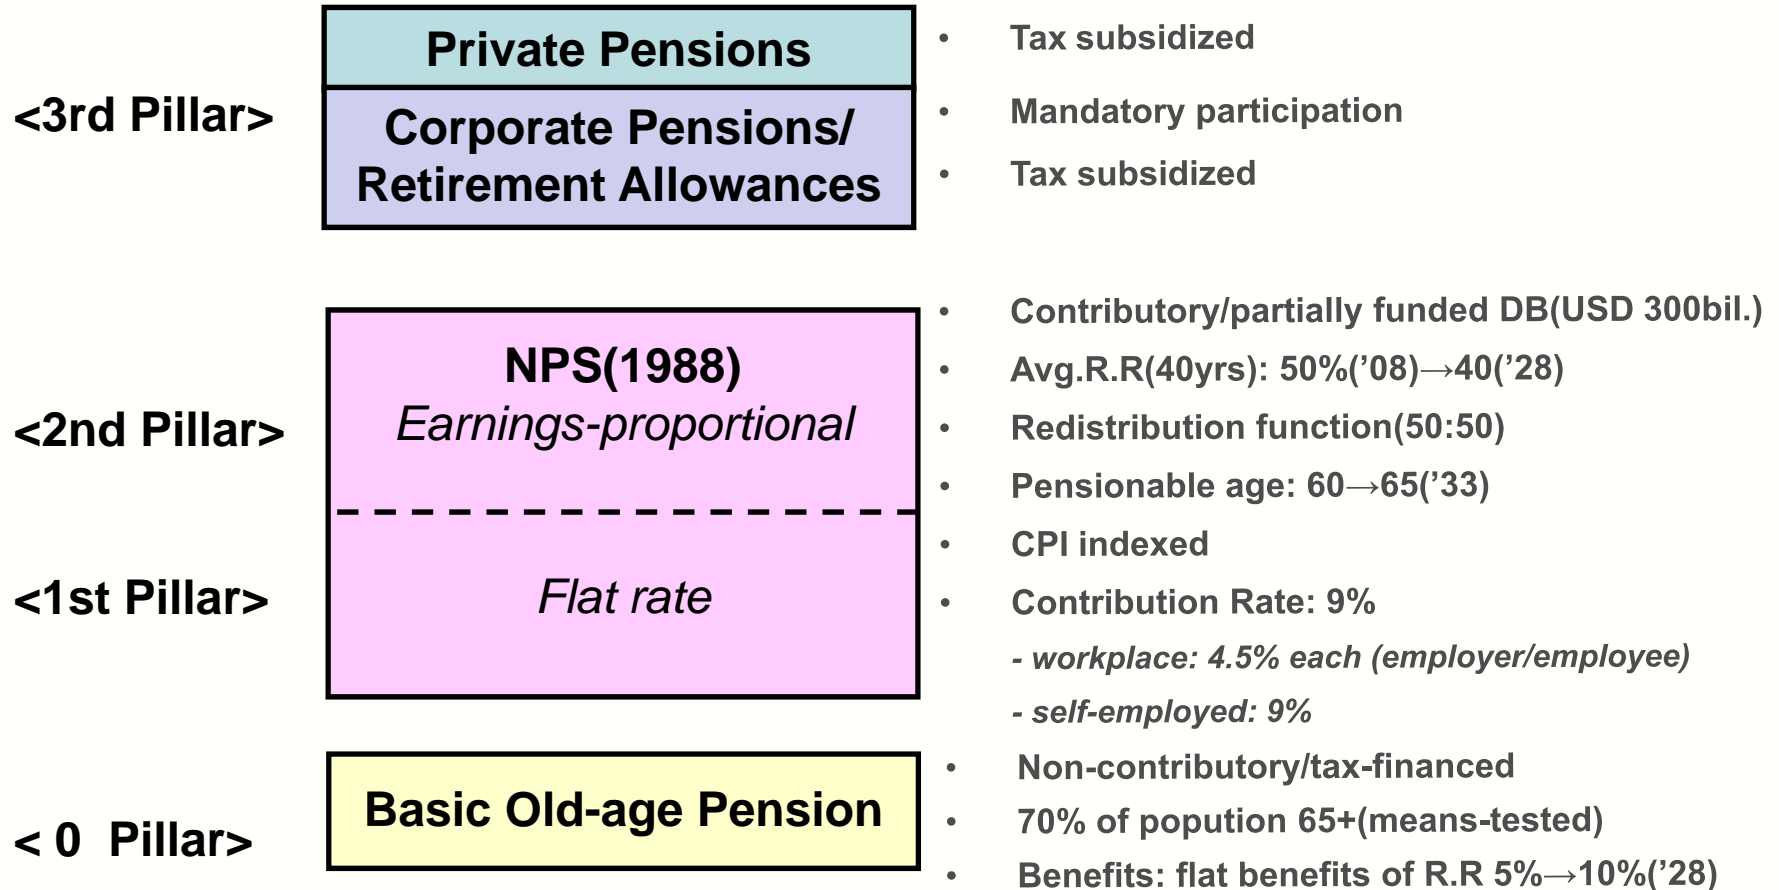 Private Pensions
• Tax subsidized
<3rd Pillar>
Corporate Pensions/
Retirement Allowances
• Mandatory participation
• Tax subsidized
<2nd Pillar>
NPS(1988)
Earnings-proportional
<1st Pillar>
Flat rate
• Contributory/partially funded DB(USD 300bil.)
• Avg.R.R(40yrs): 50%(’08)→40(’28)
• Redistribution function(50:50)
• Pensionable age: 60→65(’33)
• CPI indexed
• Contribution Rate: 9%
- workplace: 4.5% each (employer/employee)
- self-employed: 9%
< 0 Pillar>
Basic Old-age Pension
• Non-contributory/tax-financed
• 70% of popution 65+(means-tested)
• Benefits: flat benefits of R.R 5%→10%(’28)